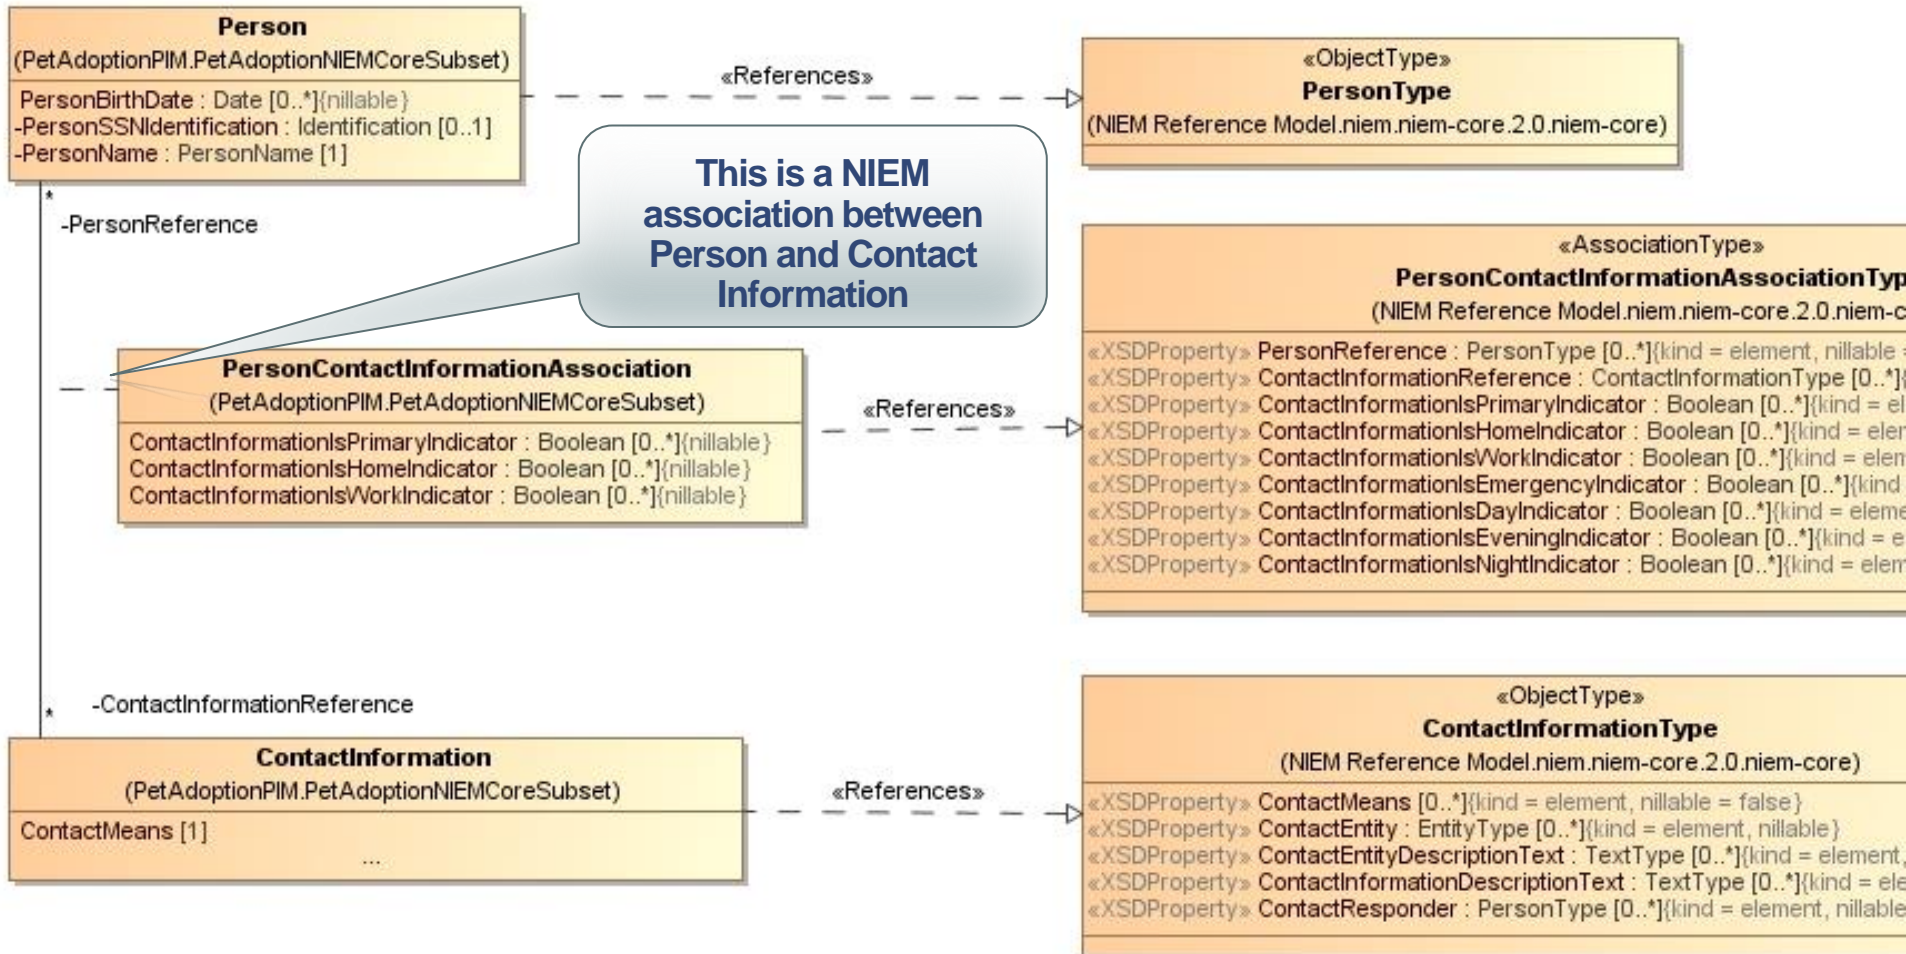 Person
(PetAdoptionPIM.PetAdoptionNIEMCoreSubset)
PersonBirthDate : Date [0..*]{nillable}
-PersonSSNIdentification : Identification [0..1]
-PersonName : PersonName [1]
«References»
«ObjectType»
PersonType
(NIEM Reference Model.niem.niem-core.2.0.niem-core)
*
-PersonReference
This is a NIEM
association between
Person and Contact
Information
PersonContactInformationAssociation
(PetAdoptionPIM.PetAdoptionNIEMCoreSubset)
ContactInformationIsPrimaryIndicator : Boolean [0..*]{nillable}
ContactInformationIsHomeIndicator : Boolean [0..*]{nillable}
ContactInformationIsWorkIndicator : Boolean [0..*]{nillable}
«References»
«AssociationType»
PersonContactInformationAssociationTyp
(NIEM Reference Model.niem.niem-core.2.0.niem-c
«XSDProperty» PersonReference : PersonType [0..*]{kind = element, nillable =
«XSDProperty» ContactInformationReference : ContactInformationType [0..*]{
«XSDProperty» ContactInformationIsPrimaryIndicator : Boolean [0..*]{kind = el
«XSDProperty» ContactInformationIsHomeIndicator : Boolean [0..*]{kind = elem
«XSDProperty» ContactInformationIsWorkIndicator : Boolean [0..*]{kind = elem
«XSDProperty» ContactInformationIsEmergencyIndicator : Boolean [0..*]{kind
«XSDProperty» ContactInformationIsDayIndicator : Boolean [0..*]{kind = eleme
«XSDProperty» ContactInformationIsEveningIndicator : Boolean [0..*]{kind = e
«XSDProperty» ContactInformationIsNightIndicator : Boolean [0..*]{kind = elem
-ContactInformationReference
*
ContactInformation
(PetAdoptionPIM.PetAdoptionNIEMCoreSubset)
ContactMeans [1]
...
«References»
«ObjectType»
ContactInformationType
(NIEM Reference Model.niem.niem-core.2.0.niem-core)
«XSDProperty» ContactMeans [0..*]{kind = element, nillable = false}
«XSDProperty» ContactEntity : EntityType [0..*]{kind = element, nillable}
«XSDProperty» ContactEntityDescriptionText : TextType [0..*]{kind = element,
«XSDProperty» ContactInformationDescriptionText : TextType [0..*]{kind = ele
«XSDProperty» ContactResponder : PersonType [0..*]{kind = element, nillable